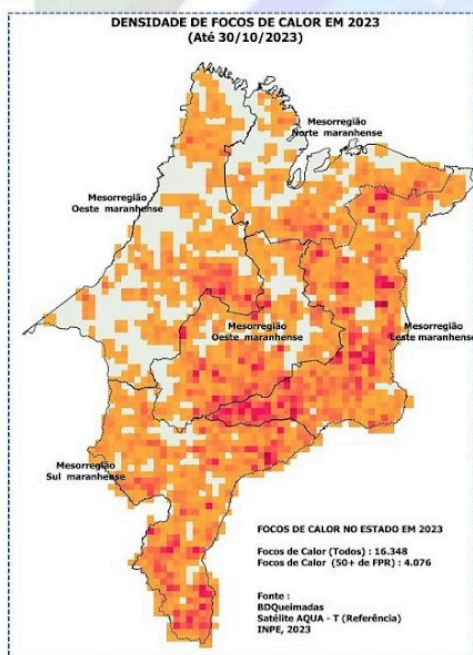 DENSIDADE DE FOCOS DE CALOR EM 2023
(Até 30/10/2023)
Mesorregião
Norte maranhense
Mesorregião
Oeste maranhense
Mesorregião
Oeste maranhense
Mesorregião
Leste maranhense
Mesorregião
Sul maranhense
FOCOS DE CALOR NO ESTADO EM 2023
Focos de Calor (Todos) : 16.348
Focos de Calor (50+ de FPR) : 4.076
Fonte :
BDQueimadas
Satélite AQUA - T (Referência)
INPE, 2023